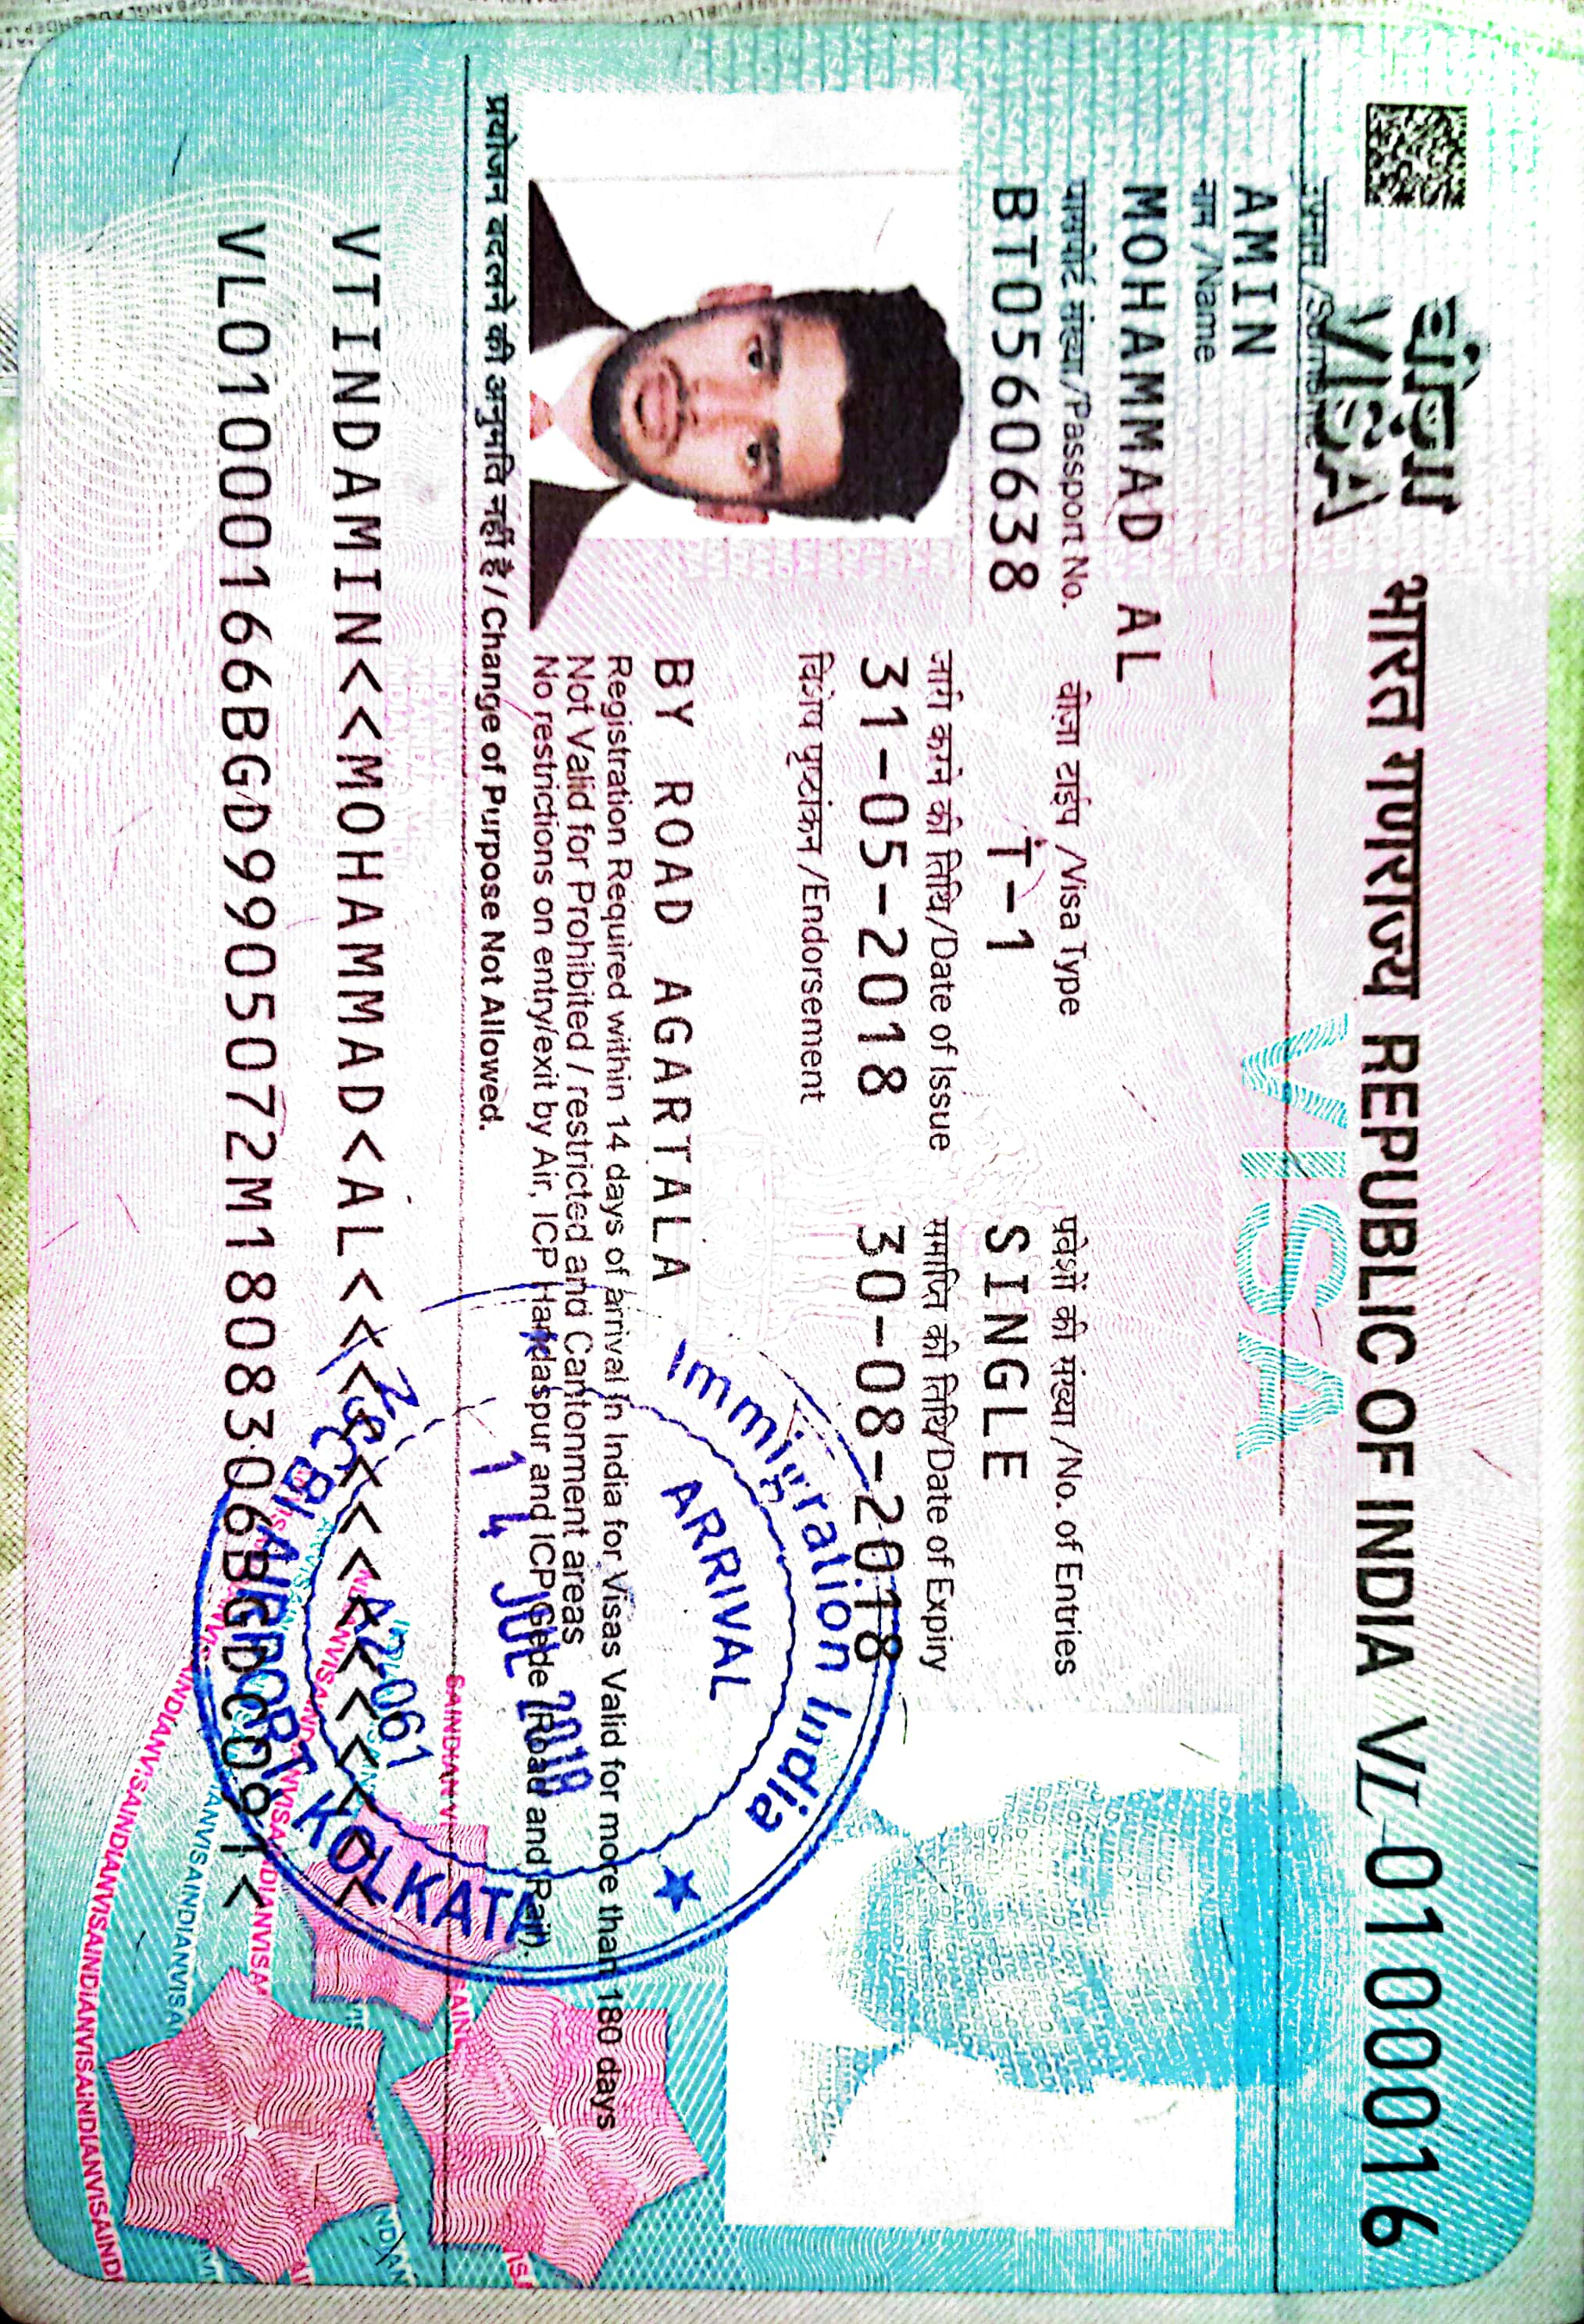 वीज़ा
VISA
भारत गणराज्य REPUBLIC OF INDIA VL 0100016
VISA
उपनाम /Surname
AMIN
नाम /Name
MOHAMMAD AL
पासपोर्ट संख्या/Passport No. वीज़ा टाईप /Visa Type प्रवेशों की संख्या /No. of Entries
BT0560638 T-1 SINGLE
जारी करने की तिथि/Date of Issue समाप्ति की तिथि/Date of Expiry
31-05-2018 30-08-2018
विशेष पृष्ठांकन /Endorsement
BY ROAD AGARTALA
Registration Required within 14 days of arrival in India for Visas Valid for more than 180 days
Not Valid for Prohibited / restricted and Cantonment areas
No restrictions on entry/exit by Air, ICP Haridaspur and ICP Gede (Road and Rail).
प्रयोजन बदलने की अनुमति नहीं है / Change of Purpose Not Allowed.
Immigration India
ARRIVAL
14 JUL 2018
A2-061
NSCBI AIRPORT, KOLKATA
VTINDAMIN<<MOHAMMAD<AL<<<<<<<<<<<<
VL01000166BGD9905072M1808306BGD